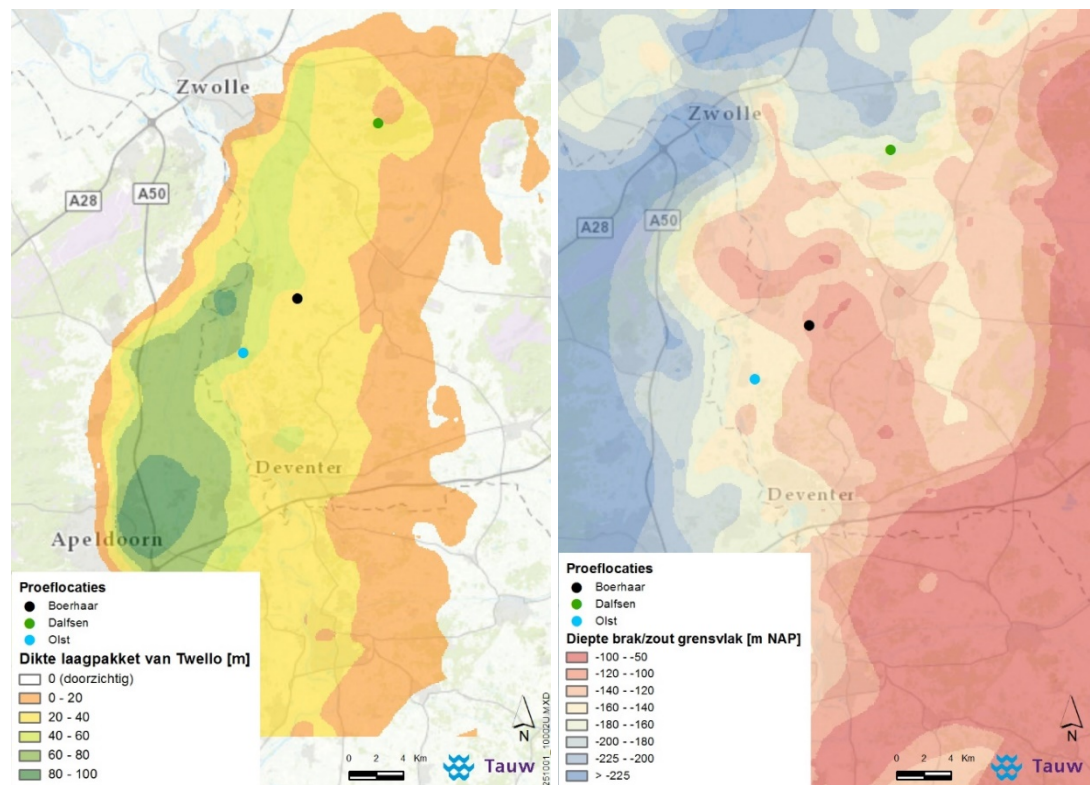 Zwolle
A28
A50
Deventer
Apeldoorn
Proeflocaties
Boerhaar
Dalfsen
Olst
Dikte laagpakket van Twello [m]
0 (doorzichtig)
0 - 20
20 - 40
40 - 60
60 - 80
80 - 100
0 2 4 Km
N
Tauw
251001_10002U.MXD
Zwolle
A50
A28
Deventer
Proeflocaties
Boerhaar
Dalfsen
Olst
Diepte brak/zout grensvlak [m NAP]
-100 - -50
-120 - -100
-140 - -120
-160 - -140
-180 - -160
-200 - -180
-225 - -200
> -225
0 2 4 Km
N
Tauw